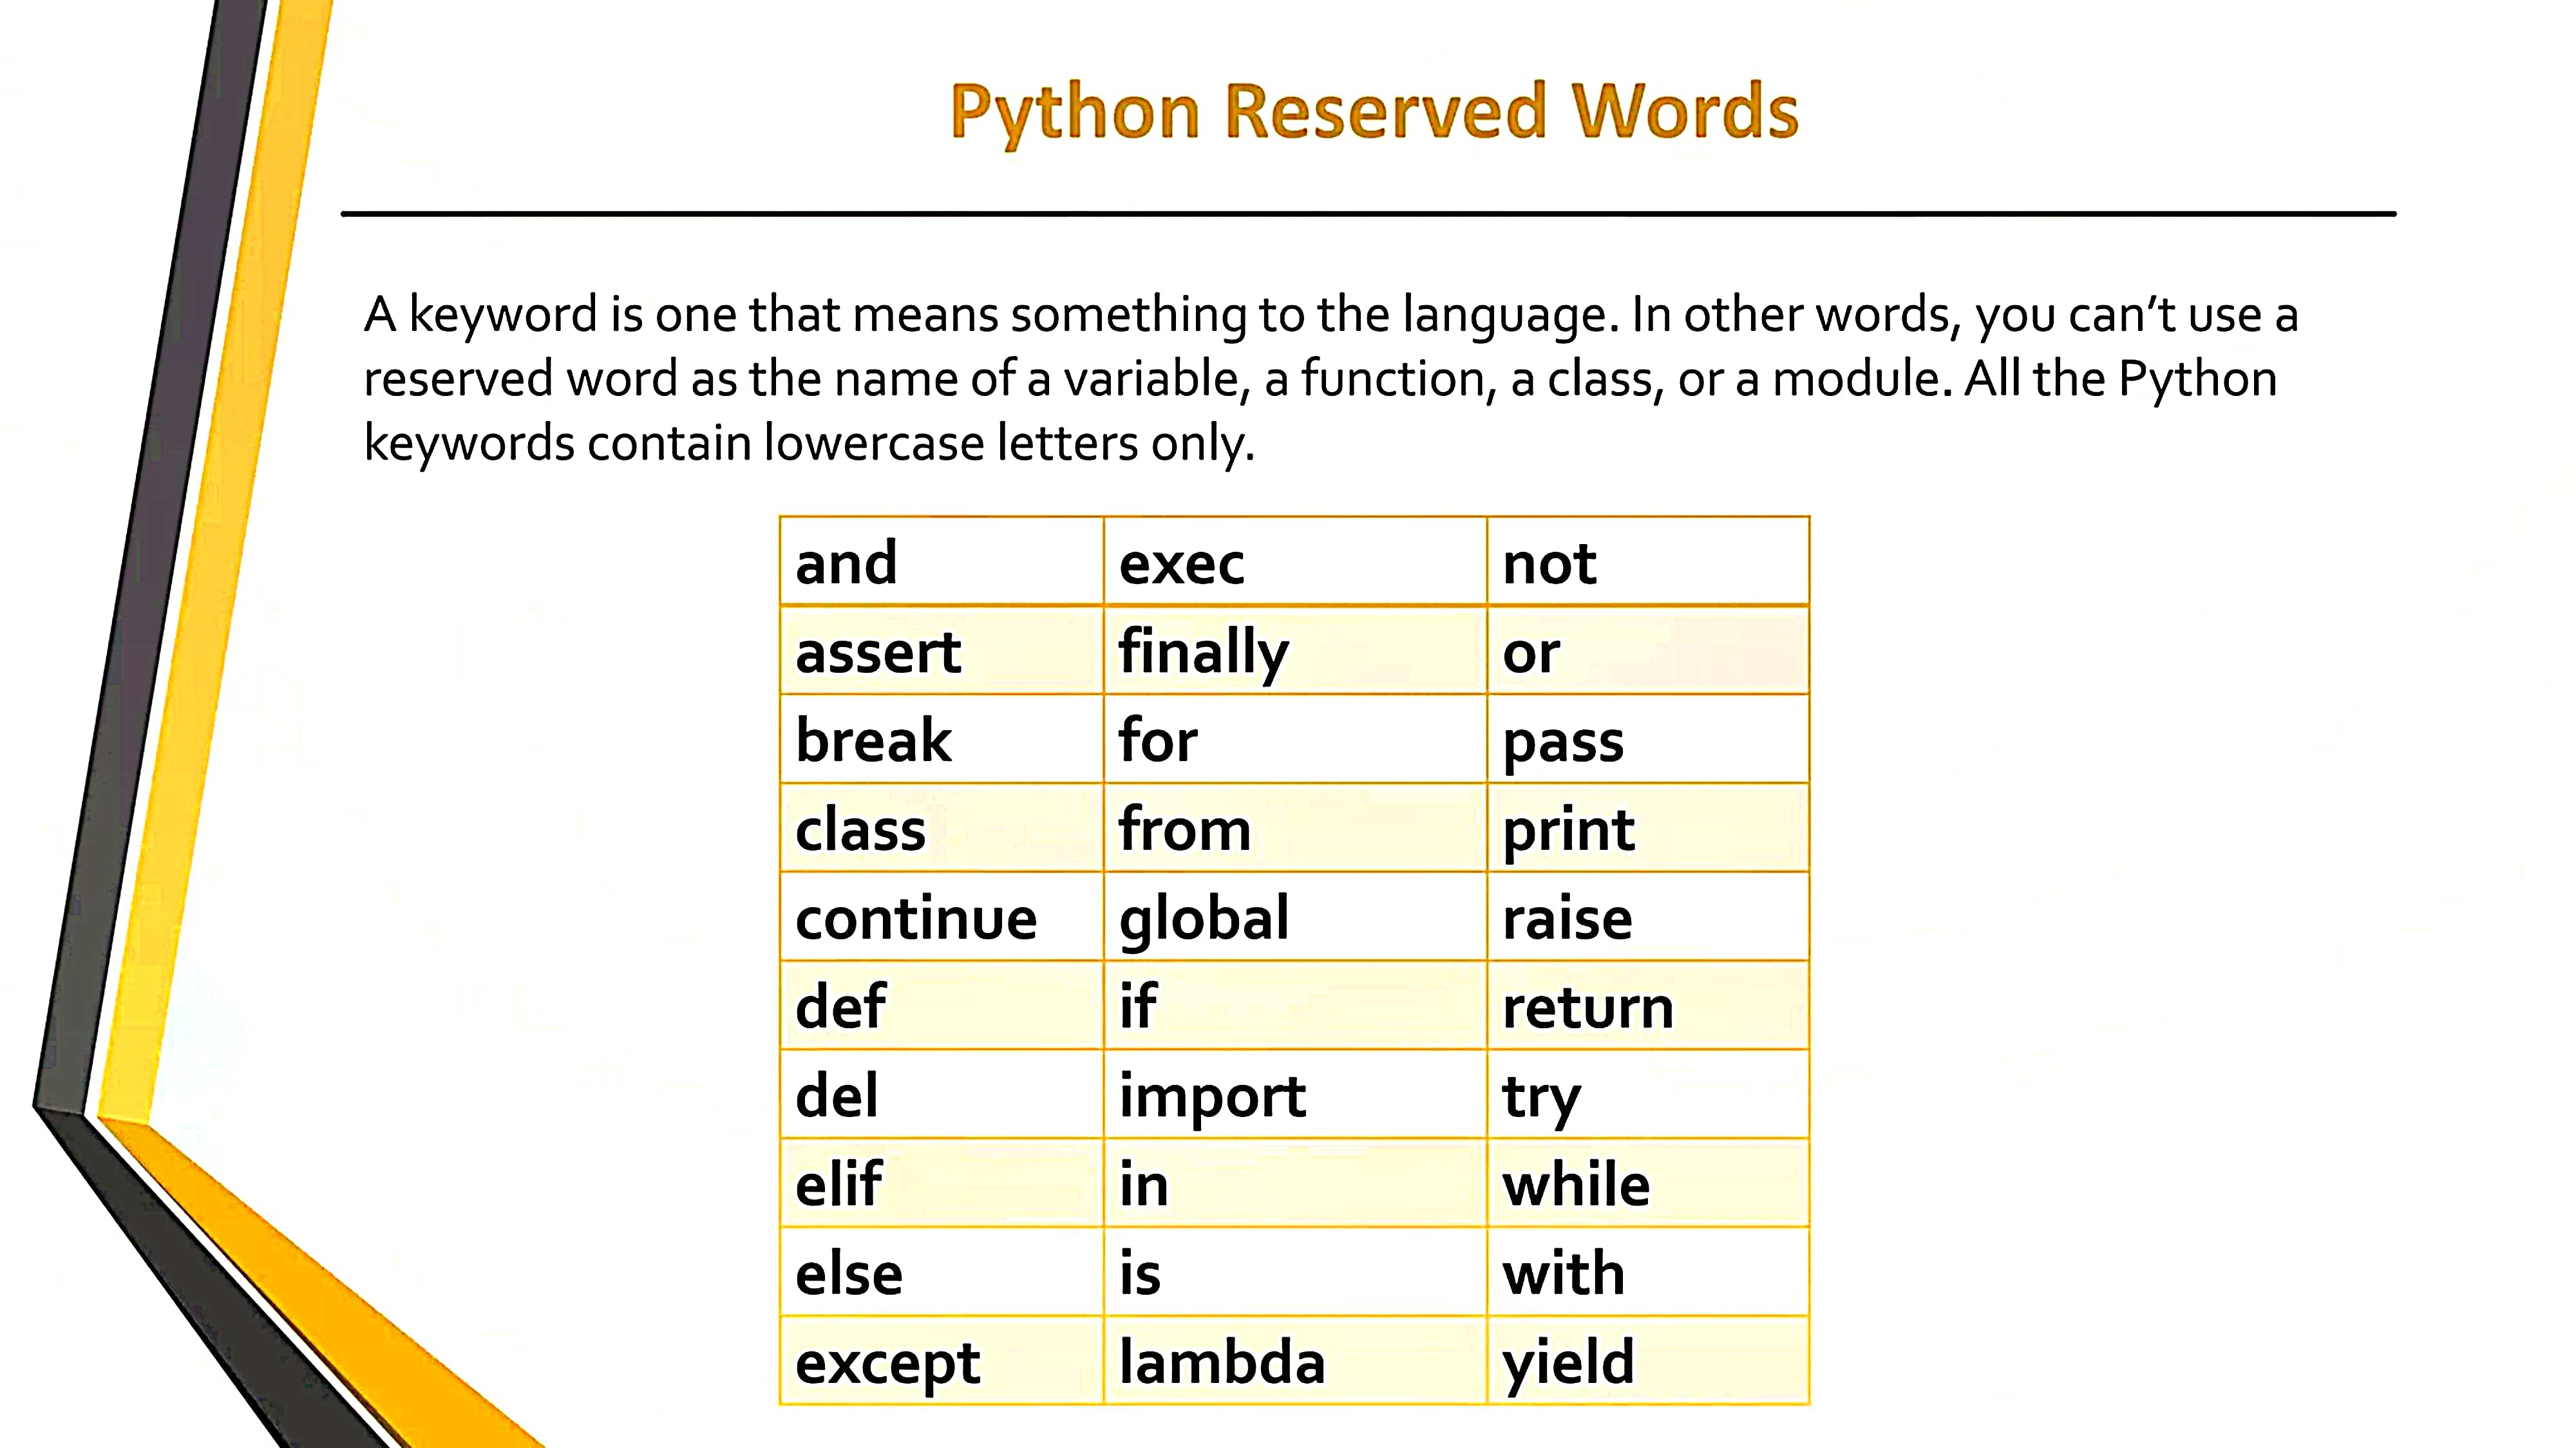 Python Reserved Words
A keyword is one that means something to the language. In other words, you can’t use a
reserved word as the name of a variable, a function, a class, or a module. All the Python
keywords contain lowercase letters only.
and exec not
assert finally or
break for pass
class from print
continue global raise
def if return
del import try
elif in while
else is with
except lambda yield